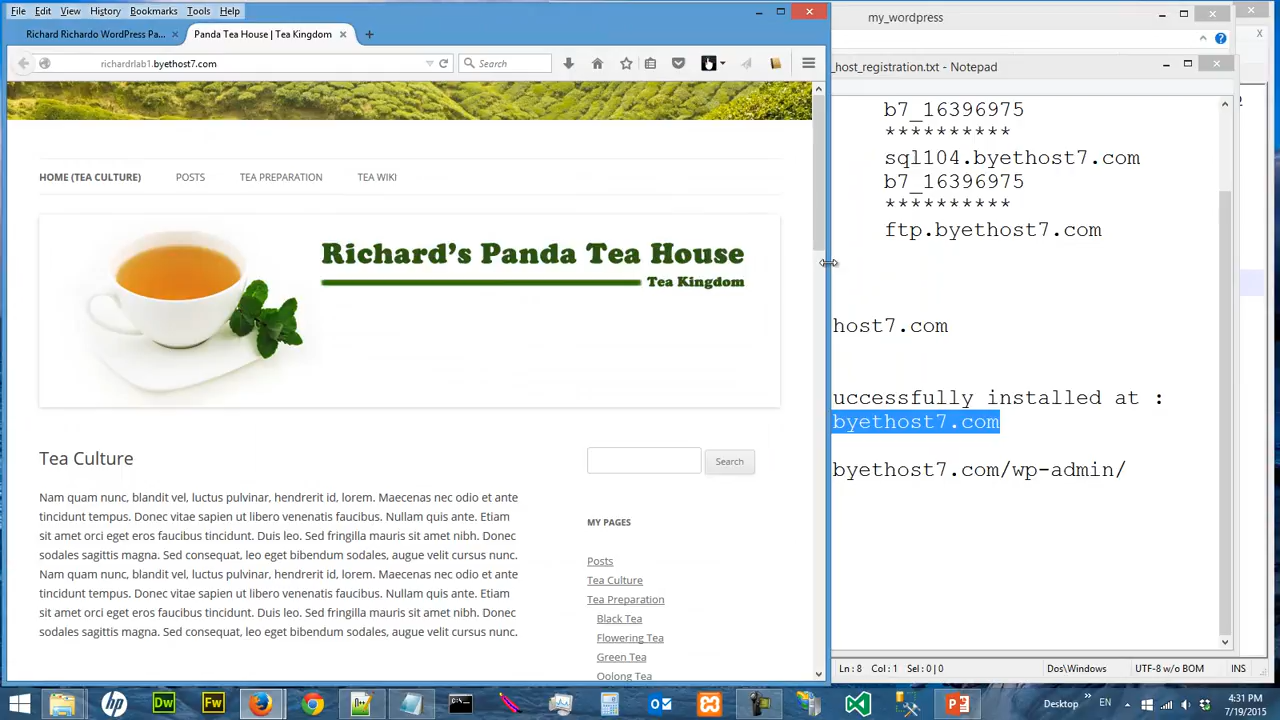 File Edit View History Bookmarks Tools Help
my_wordpress
Richard Richardo WordPress Pa... × Panda Tea House | Tea Kingdom × +
_host_registration.txt - Notepad
richardrlab1.byethost7.com
Search
b7_16396975
**********
sql104.byethost7.com
b7_16396975
**********
ftp.byethost7.com
HOME (TEA CULTURE) POSTS TEA PREPARATION TEA WIKI
Richard's Panda Tea House
Tea Kingdom
host7.com
uccessfully installed at :
byethost7.com
byethost7.com/wp-admin/
Tea Culture
Search
Nam quam nunc, blandit vel, luctus pulvinar, hendrerit id, lorem. Maecenas nec odio et ante
tincidunt tempus. Donec vitae sapien ut libero venenatis faucibus. Nullam quis ante. Etiam
sit amet orci eget eros faucibus tincidunt. Duis leo. Sed fringilla mauris sit amet nibh. Donec
sodales sagittis magna. Sed consequat, leo eget bibendum sodales, augue velit cursus nunc.
Nam quam nunc, blandit vel, luctus pulvinar, hendrerit id, lorem. Maecenas nec odio et ante
tincidunt tempus. Donec vitae sapien ut libero venenatis faucibus. Nullam quis ante. Etiam
sit amet orci eget eros faucibus tincidunt. Duis leo. Sed fringilla mauris sit amet nibh. Donec
sodales sagittis magna. Sed consequat, leo eget bibendum sodales, augue velit cursus nunc.
MY PAGES
Posts
Tea Culture
Tea Preparation
Black Tea
Flowering Tea
Green Tea
Oolong Tea
Ln : 8 Col : 1 Sel : 0 | 0 Dos\Windows UTF-8 w/o BOM INS
Desktop » EN 4:31 PM
7/19/2015